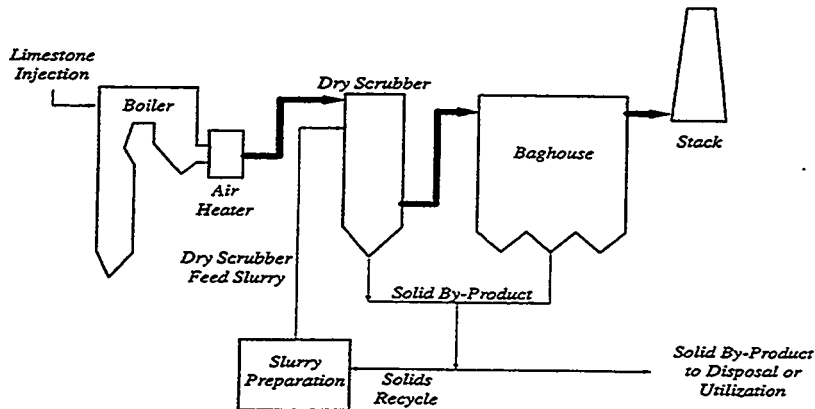 Limestone
Injection
Boiler
Air
Heater
Dry Scrubber
Baghouse
Stack
Dry Scrubber
Feed Slurry
Solid By-Product
Slurry
Preparation
Solids
Recycle
Solid By-Product
to Disposal or
Utilization